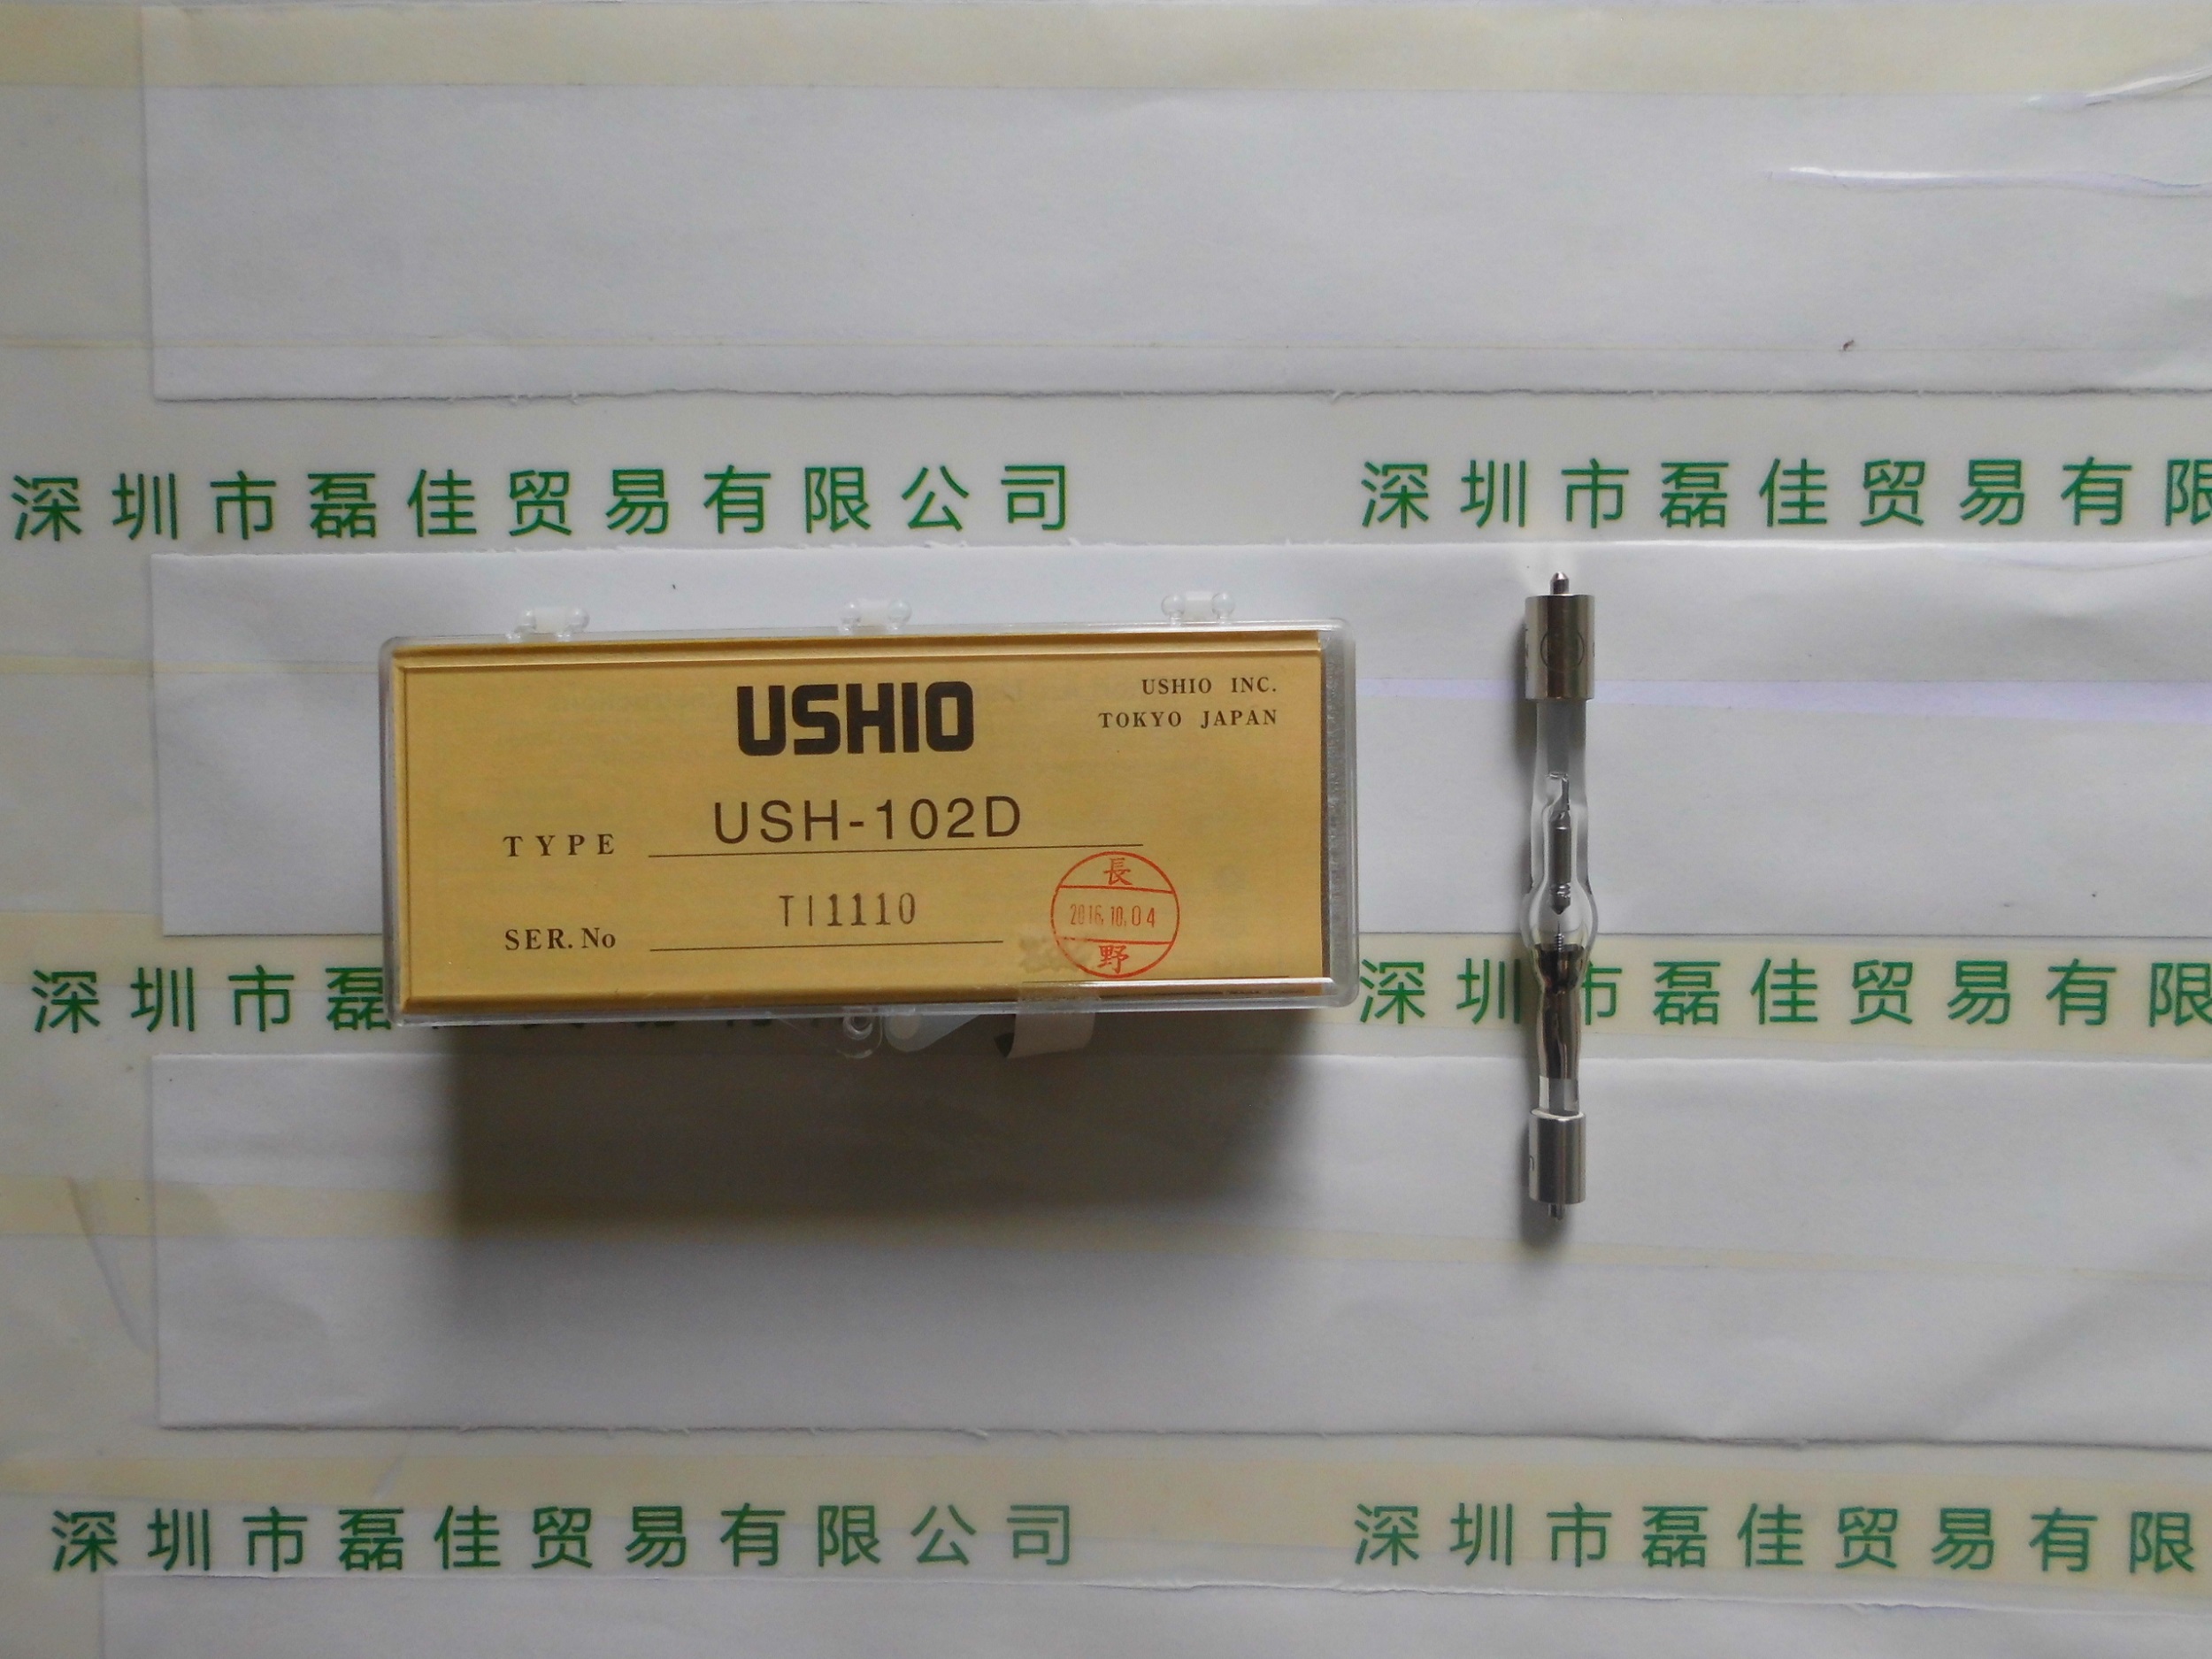 深圳市磊佳贸易有限公司 深圳市磊佳贸易有限
USHIO
USHIO INC.
TOKYO JAPAN
TYPE USH-102D
SER. No TI1110
長
2016.10.04
野
深圳市磊 深圳市磊佳贸易有限
深圳市磊佳贸易有限公司 深圳市磊佳贸易有限